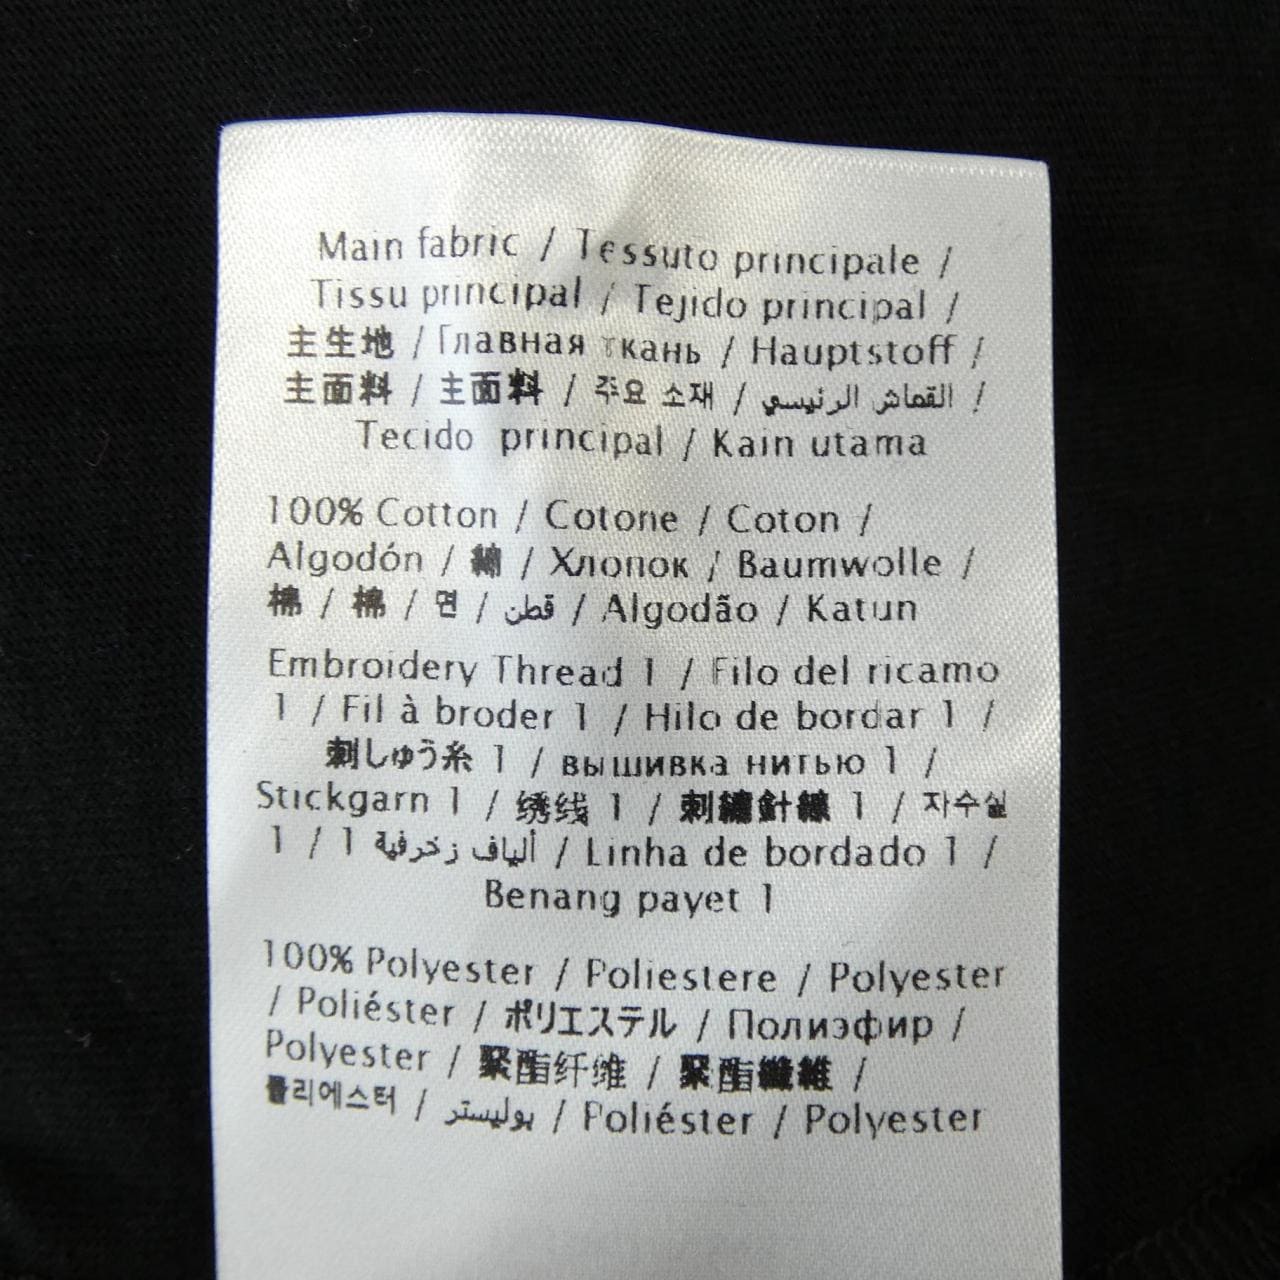 Main fabric / Tessuto principale /
Tissu principal / Tejido principal /
主生地 / Главная ткань / Hauptstoff /
主面料 / 主面料 / 주요 소재 / القماش الرئيسي /
Tecido principal / Kain utama
100% Cotton / Cotone / Coton /
Algodón / 綿 / Хлопок / Baumwolle /
棉 / 棉 / 면 / قطن / Algodão / Katun
Embroidery Thread 1 / Filo del ricamo
1 / Fil à broder 1 / Hilo de bordar 1 /
刺しゅう糸 1 / вышивка нитью 1 /
Stickgarn 1 / 绣线 1 / 刺繡針線 1 / 자수실
1 / ألياف زخرفية 1 / Linha de bordado 1 /
Benang payet 1
100% Polyester / Poliestere / Polyester
/ Poliéster / ポリエステル / Полиэфир /
Polyester / 聚酯纤维 / 聚酯纖維 /
폴리에스터 / بوليستر / Poliéster / Polyester